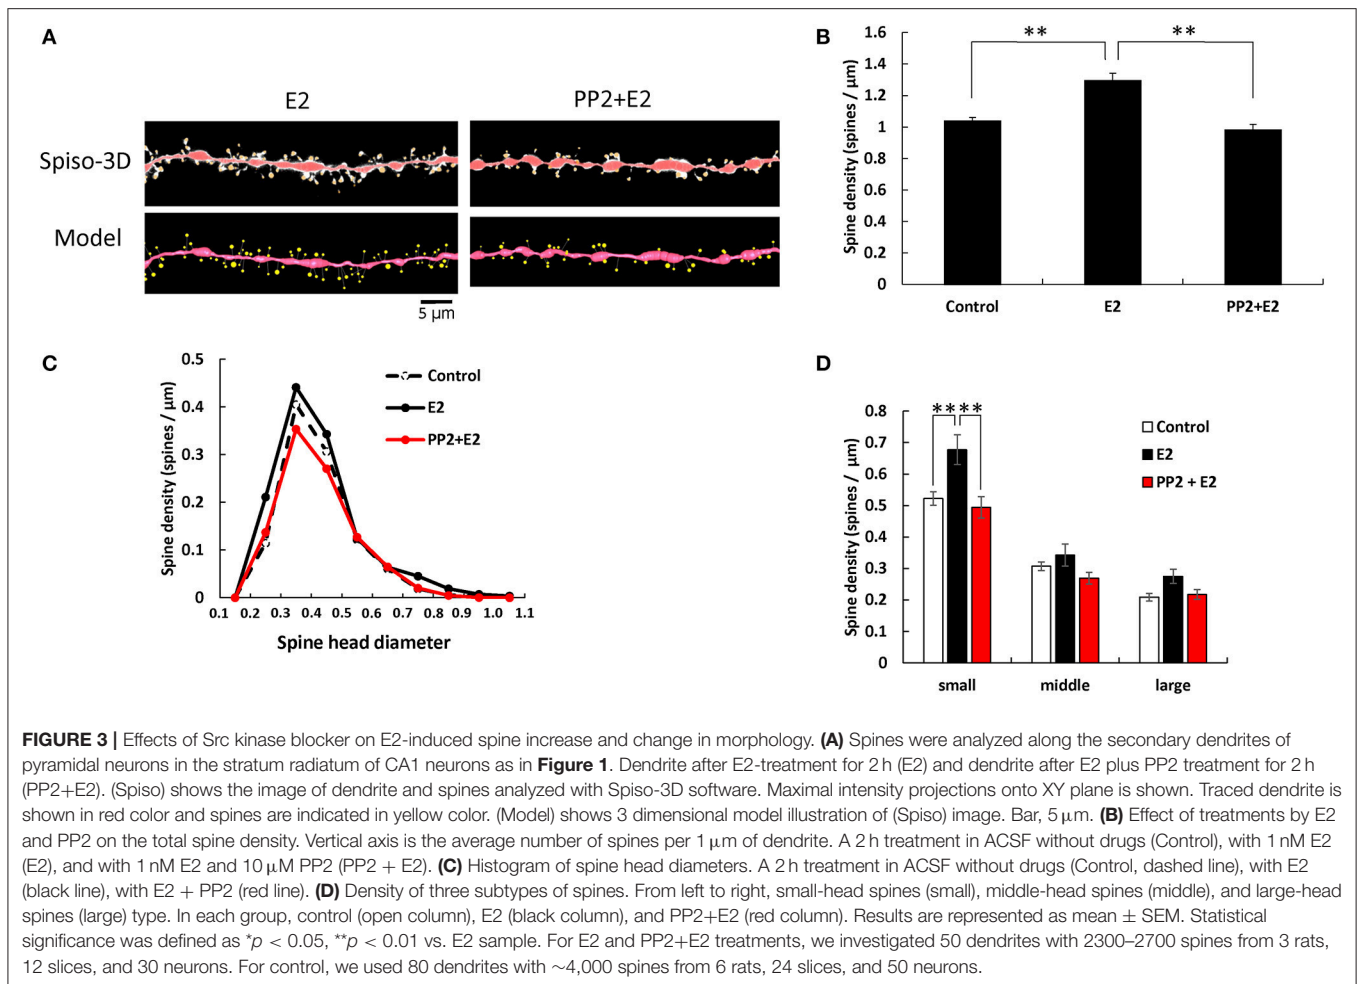 A
E2
PP2+E2
Spiso-3D
Model
5 µm
B
** **
Spine density (spines / µm)
1.6
1.4
1.2
1
0.8
0.6
0.4
0.2
0
Control E2 PP2+E2
C
Spine density (spines / µm)
0.5
0.4
0.3
0.2
0.1
0
0.1 0.2 0.3 0.4 0.5 0.6 0.7 0.8 0.9 1.0 1.1
Spine head diameter
Control
E2
PP2+E2
D
Spine density (spines / µm)
0.8
0.7
0.6
0.5
0.4
0.3
0.2
0.1
0
****
small middle large
Control
E2
PP2 + E2
FIGURE 3 | Effects of Src kinase blocker on E2-induced spine increase and change in morphology. (A) Spines were analyzed along the secondary dendrites of
pyramidal neurons in the stratum radiatum of CA1 neurons as in Figure 1. Dendrite after E2-treatment for 2 h (E2) and dendrite after E2 plus PP2 treatment for 2 h
(PP2+E2). (Spiso) shows the image of dendrite and spines analyzed with Spiso-3D software. Maximal intensity projections onto XY plane is shown. Traced dendrite is
shown in red color and spines are indicated in yellow color. (Model) shows 3 dimensional model illustration of (Spiso) image. Bar, 5 µm. (B) Effect of treatments by E2
and PP2 on the total spine density. Vertical axis is the average number of spines per 1 µm of dendrite. A 2 h treatment in ACSF without drugs (Control), with 1 nM E2
(E2), and with 1 nM E2 and 10 µM PP2 (PP2 + E2). (C) Histogram of spine head diameters. A 2 h treatment in ACSF without drugs (Control, dashed line), with E2
(black line), with E2 + PP2 (red line). (D) Density of three subtypes of spines. From left to right, small-head spines (small), middle-head spines (middle), and large-head
spines (large) type. In each group, control (open column), E2 (black column), and PP2+E2 (red column). Results are represented as mean ± SEM. Statistical
significance was defined as *p < 0.05, **p < 0.01 vs. E2 sample. For E2 and PP2+E2 treatments, we investigated 50 dendrites with 2300–2700 spines from 3 rats,
12 slices, and 30 neurons. For control, we used 80 dendrites with ~4,000 spines from 6 rats, 24 slices, and 50 neurons.